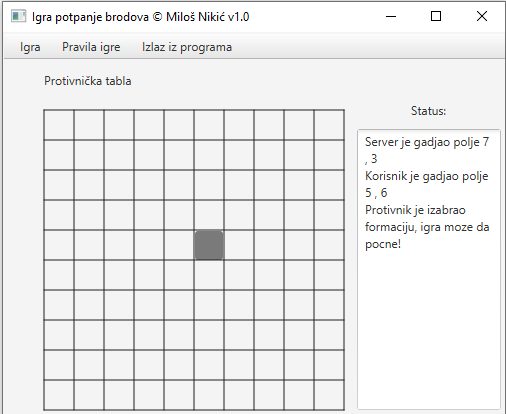 Igra potpanje brodova © Miloš Nikić v1.0
Igra Pravila igre Izlaz iz programa
Protivnička tabla
Status:
Server je gadjao polje 7
, 3
Korisnik je gadjao polje
5 , 6
Protivnik je izabrao
formaciju, igra moze da
pocne!